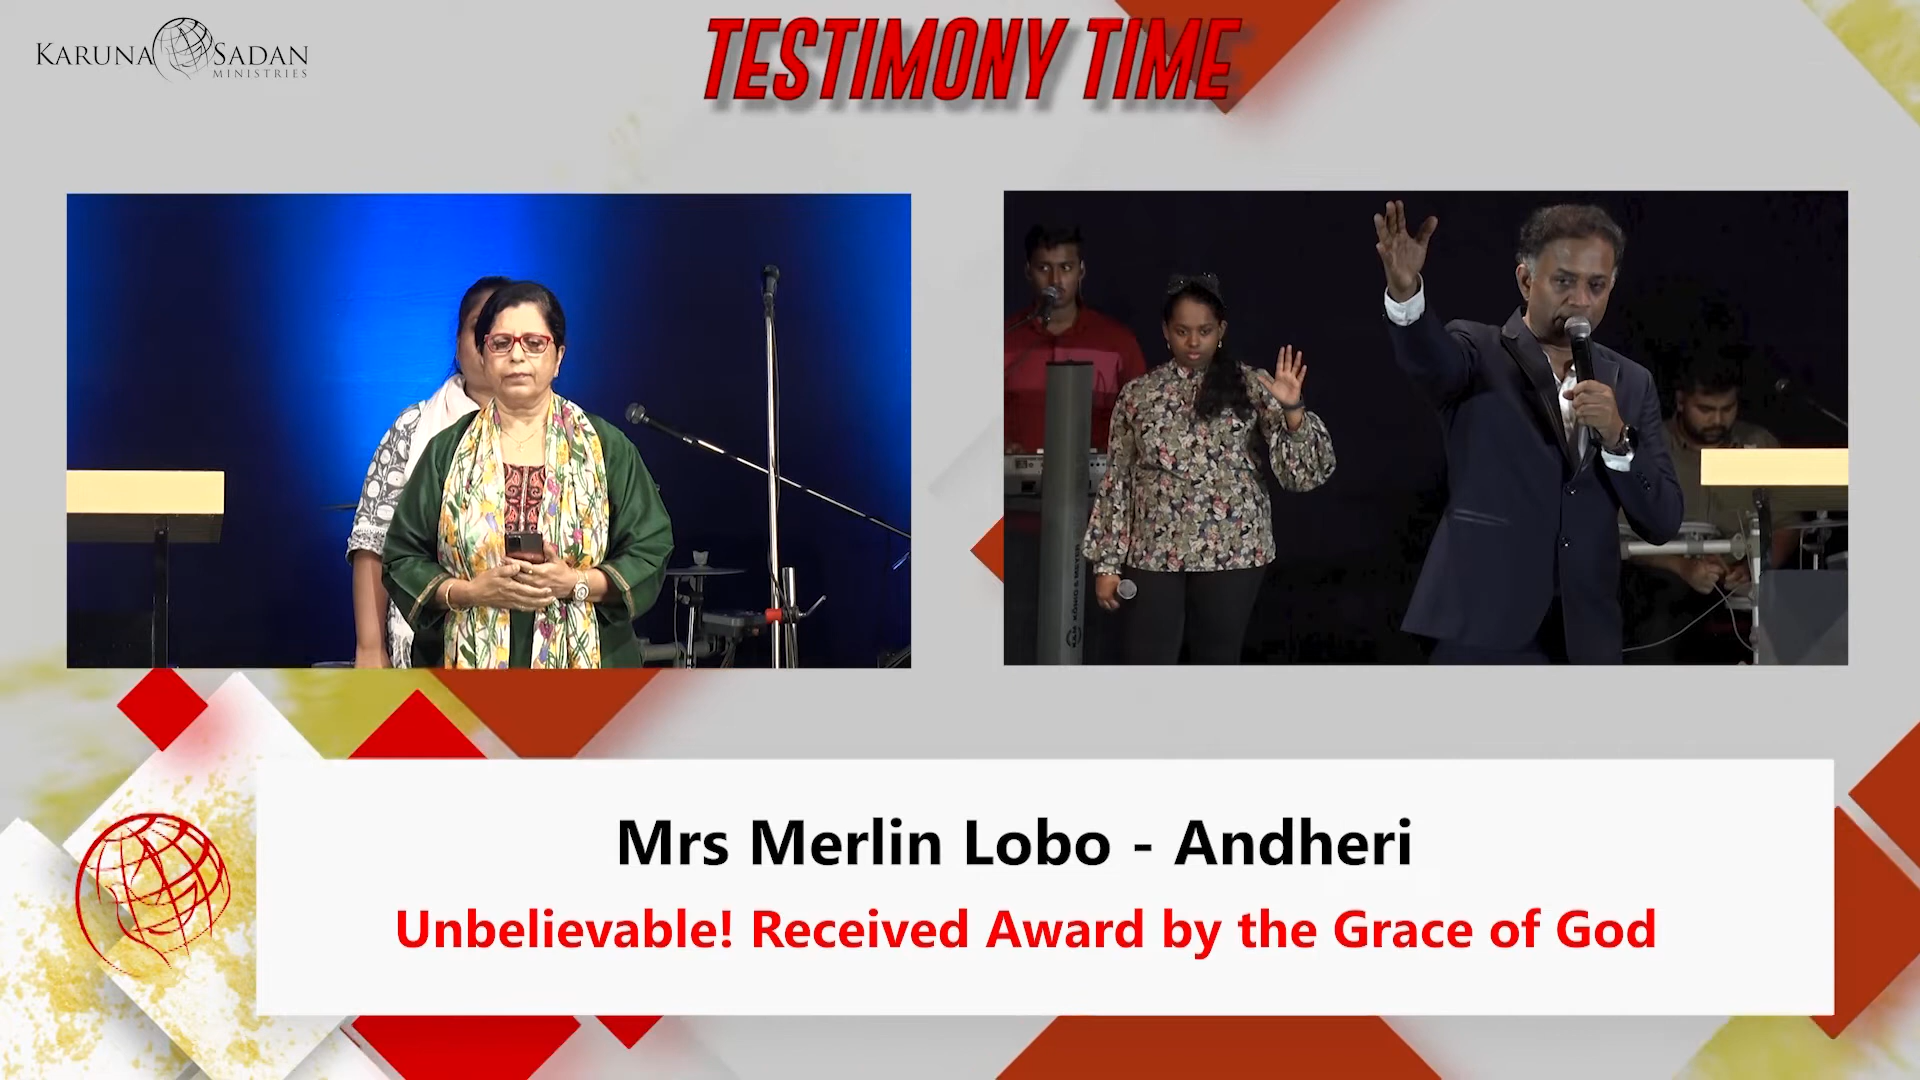 KARUNA SADAN
MINISTRIES
TESTIMONY TIME
Mrs Merlin Lobo - Andheri
Unbelievable! Received Award by the Grace of God